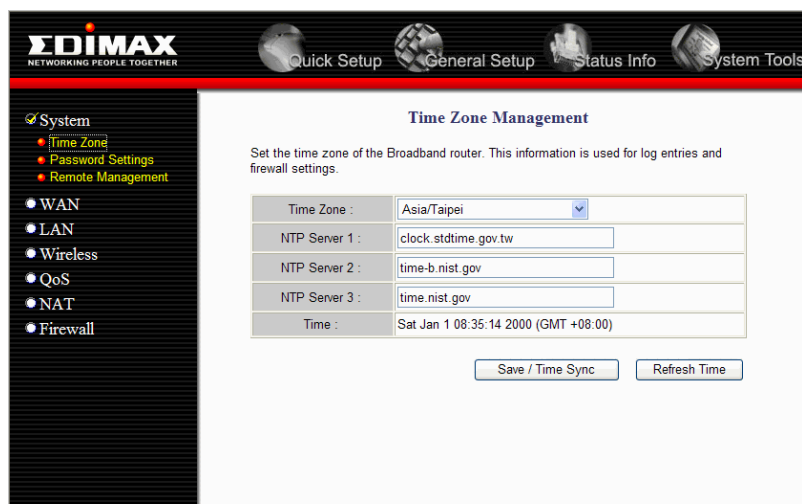 EDIMAX
NETWORKING PEOPLE TOGETHER
Quick Setup
General Setup
Status Info
System Tools
System
Time Zone
Password Settings
Remote Management
WAN
LAN
Wireless
QoS
NAT
Firewall
Time Zone Management
Set the time zone of the Broadband router. This information is used for log entries and
firewall settings.
Time Zone : Asia/Taipei
NTP Server 1 : clock.stdtime.gov.tw
NTP Server 2 : time-b.nist.gov
NTP Server 3 : time.nist.gov
Time : Sat Jan 1 08:35:14 2000 (GMT +08:00)
Save / Time Sync
Refresh Time